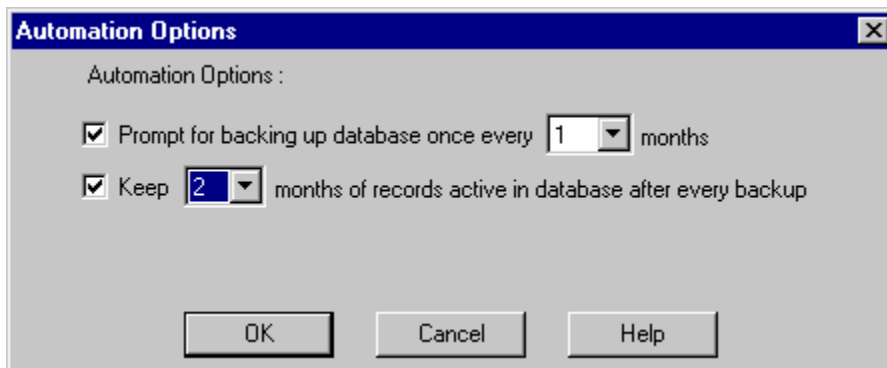 Automation Options
Automation Options :
Prompt for backing up database once every 1 months
Keep 2 months of records active in database after every backup
OK Cancel Help